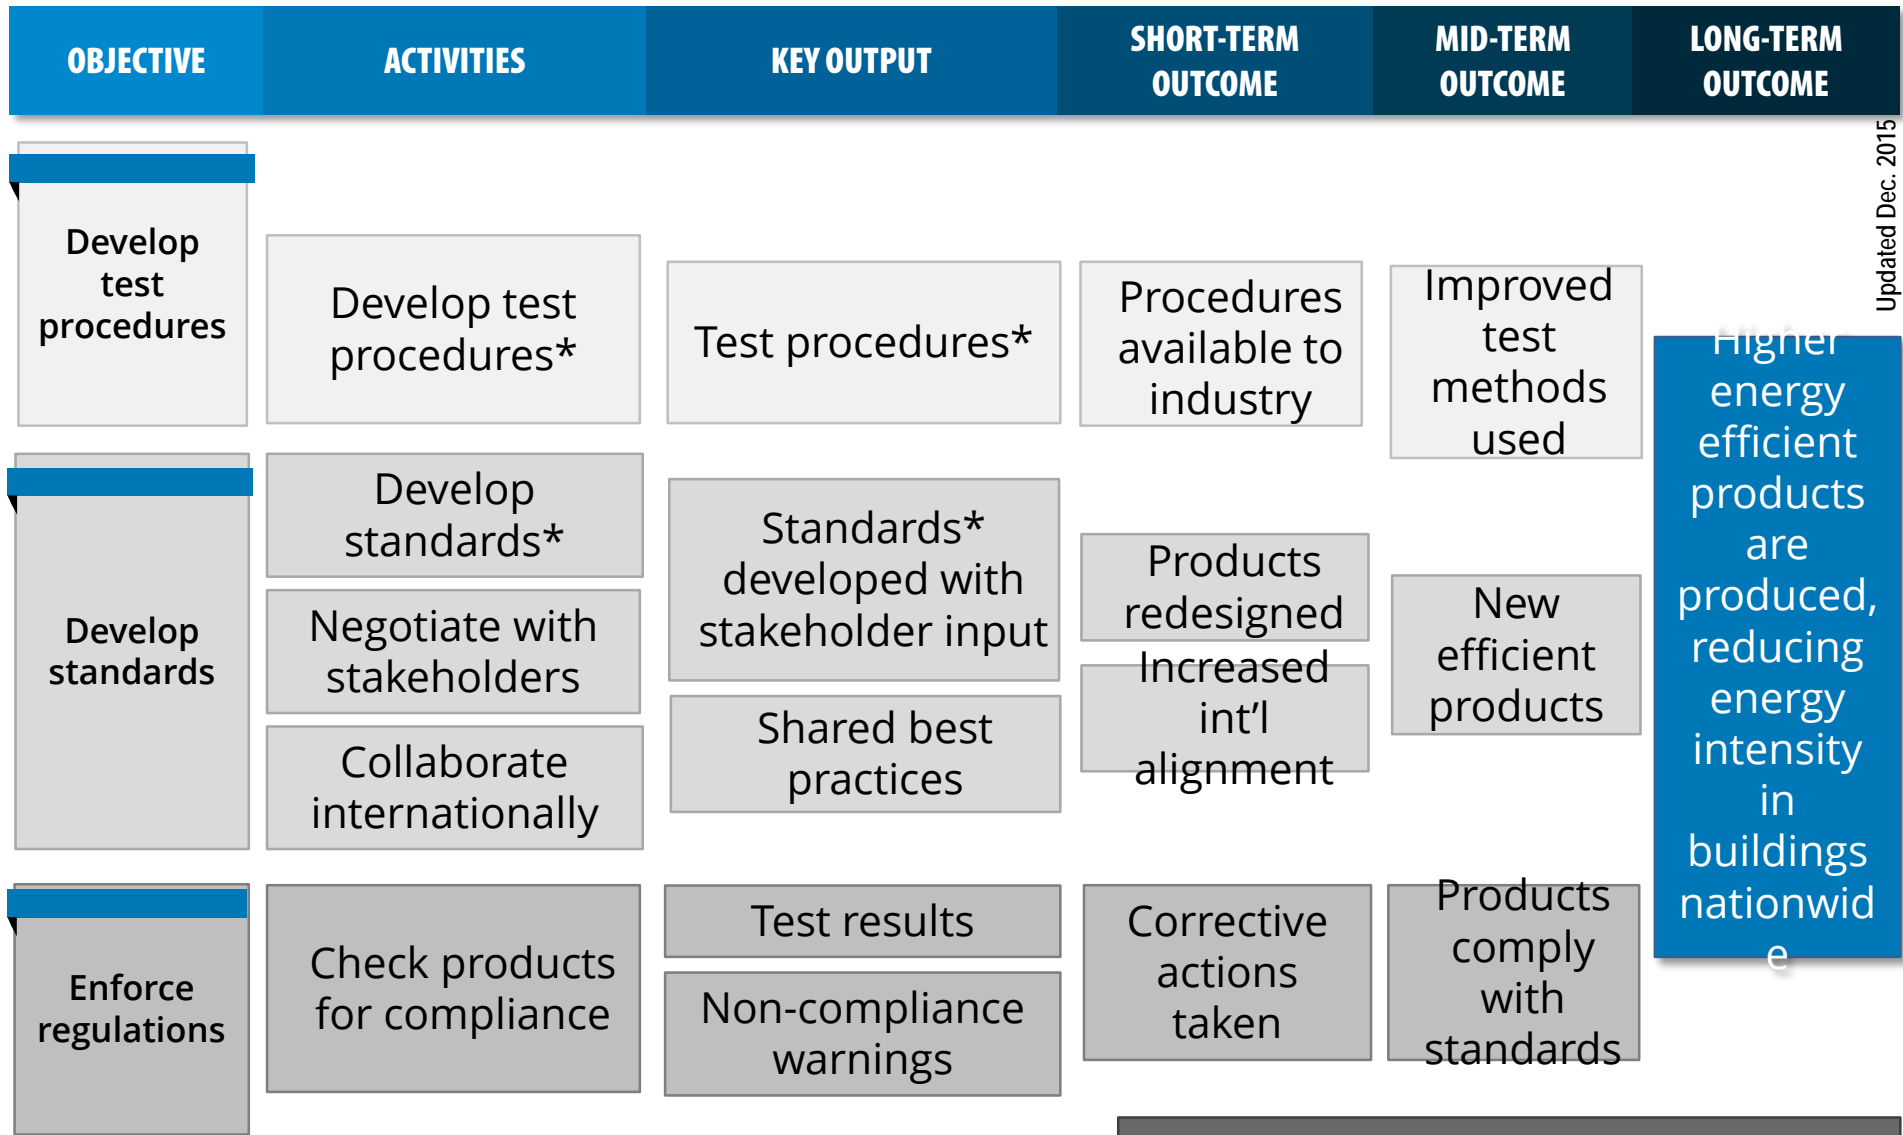 OBJECTIVE
ACTIVITIES
KEY OUTPUT
SHORT-TERM
OUTCOME
MID-TERM
OUTCOME
LONG-TERM
OUTCOME
Updated Dec. 2015
Develop
test
procedures
Develop test
procedures*
Test procedures*
Procedures
available to
industry
Improved
test
methods
used
Develop
standards
Develop
standards*
Negotiate with
stakeholders
Collaborate
internationally
Standards*
developed with
stakeholder input
Shared best
practices
Products
redesigned
Increased
int’l
alignment
New
efficient
products
Enforce
regulations
Check products
for compliance
Test results
Non-compliance
warnings
Corrective
actions
taken
Products
comply
with
standards
Higher
energy
efficient
products
are
produced,
reducing
energy
intensity
in
buildings
nationwid
e